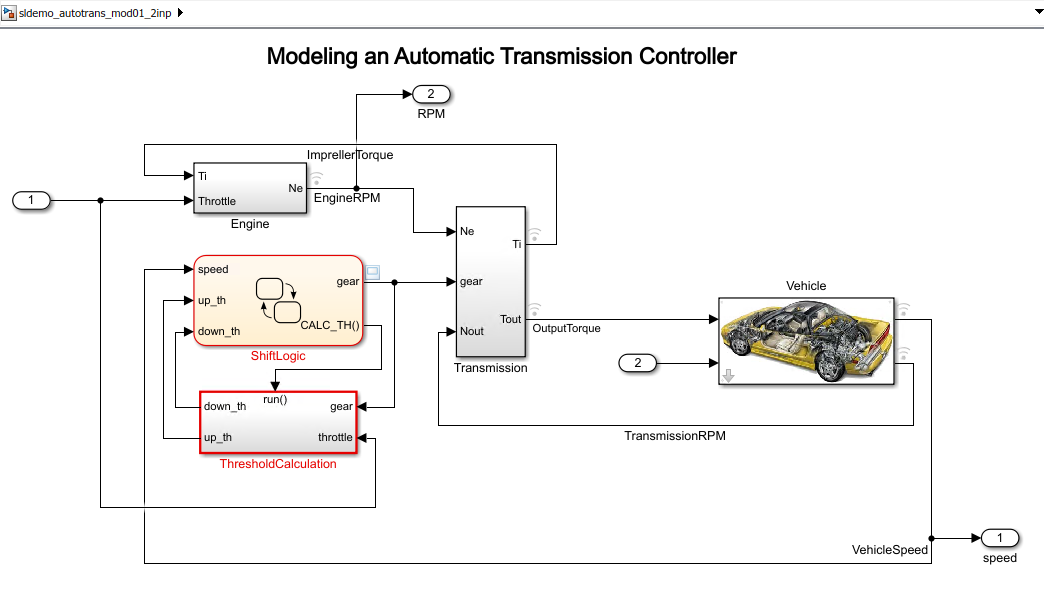 sldemo_autotrans_mod01_2inp
Modeling an Automatic Transmission Controller
2
RPM
ImprellerTorque
Ti
Ne
Throttle
EngineRPM
Engine
1
Ne
Ti
gear
Tout
Nout
OutputTorque
Transmission
speed
gear
up_th
down_th
CALC_TH()
ShiftLogic
run()
down_th
gear
up_th
throttle
ThresholdCalculation
Vehicle
2
TransmissionRPM
VehicleSpeed
1
speed